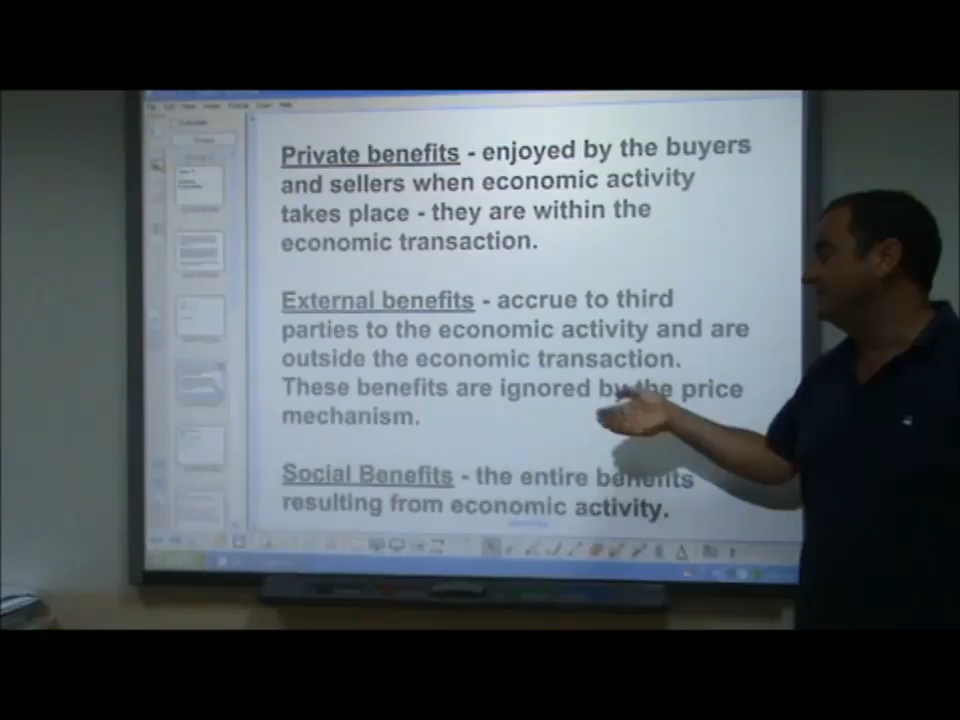 Private benefits - enjoyed by the buyers
and sellers when economic activity
takes place - they are within the
economic transaction.
External benefits - accrue to third
parties to the economic activity and are
outside the economic transaction.
These benefits are ignored by the price
mechanism.
Social Benefits - the entire benefits
resulting from economic activity.